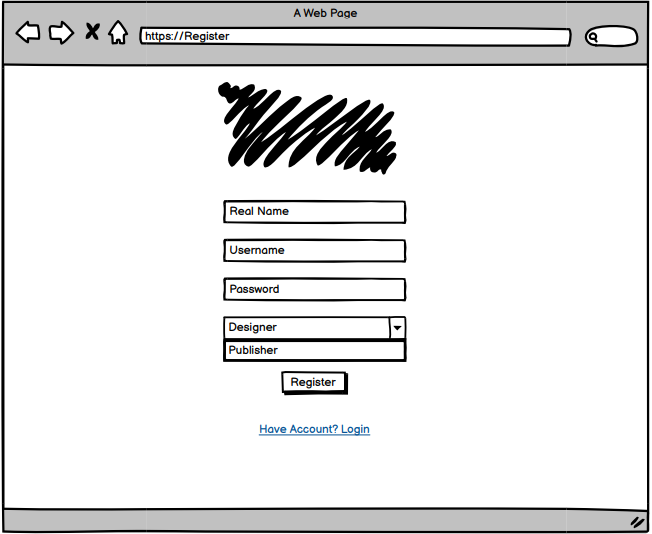 A Web Page
https://Register
Real Name
Username
Password
Designer
Publisher
Register
Have Account? Login